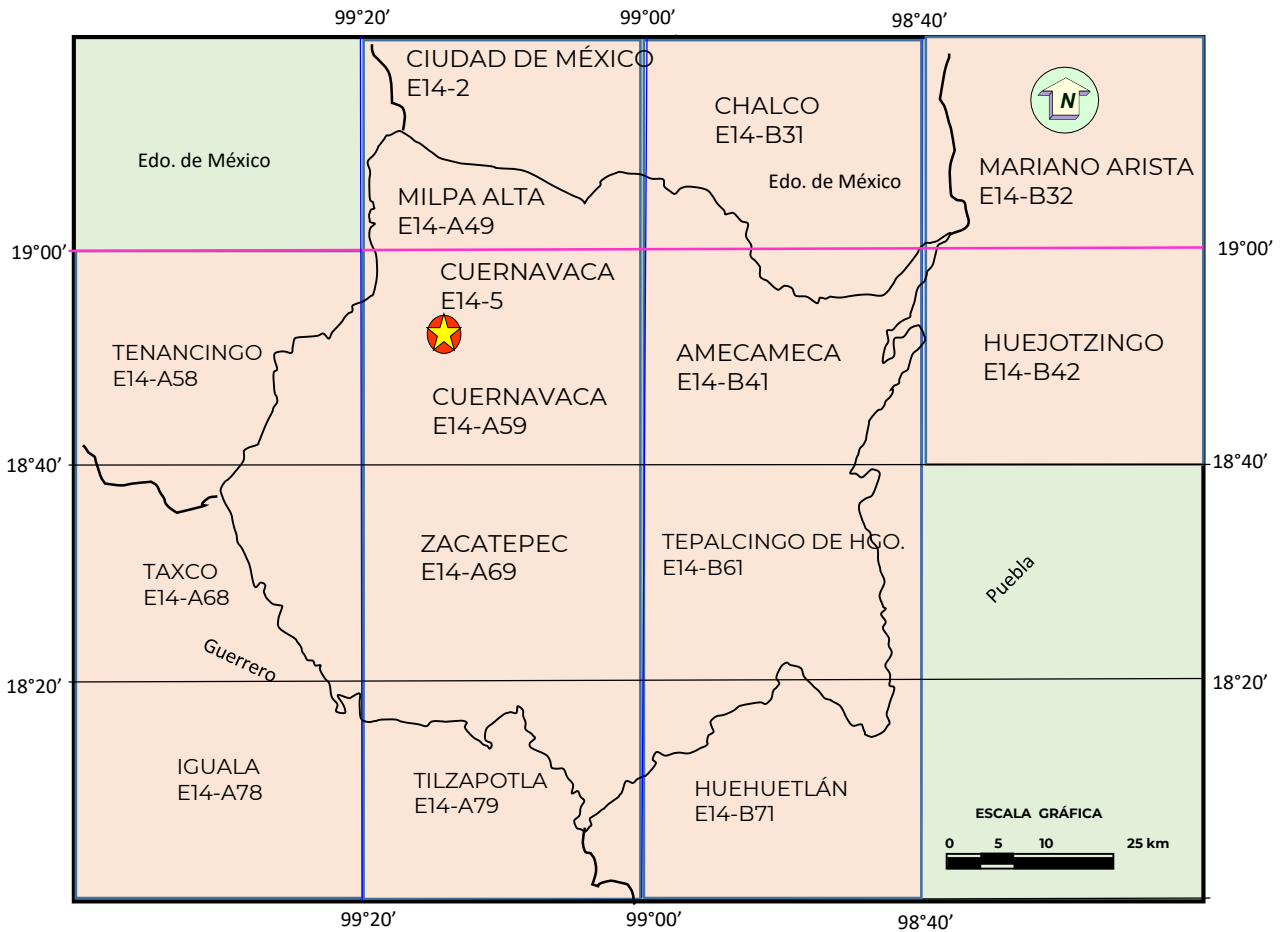 99°20’
99°00’
98°40’
CIUDAD DE MÉXICO
E14-2
CHALCO
E14-B31
N
Edo. de México
Edo. de México
MARIANO ARISTA
E14-B32
MILPA ALTA
E14-A49
19°00’
19°00’
CUERNAVACA
E14-5
TENANCINGO
E14-A58
AMECAMECA
E14-B41
HUEJOTZINGO
E14-B42
CUERNAVACA
E14-A59
18°40’
18°40’
ZACATEPEC
E14-A69
TEPALCINGO DE HGO.
E14-B61
TAXCO
E14-A68
Puebla
Guerrero
18°20’
18°20’
IGUALA
E14-A78
TILZAPOTLA
E14-A79
HUEHUETLÁN
E14-B71
ESCALA GRÁFICA
0 5 10 25 km
99°20’
99°00’
98°40’